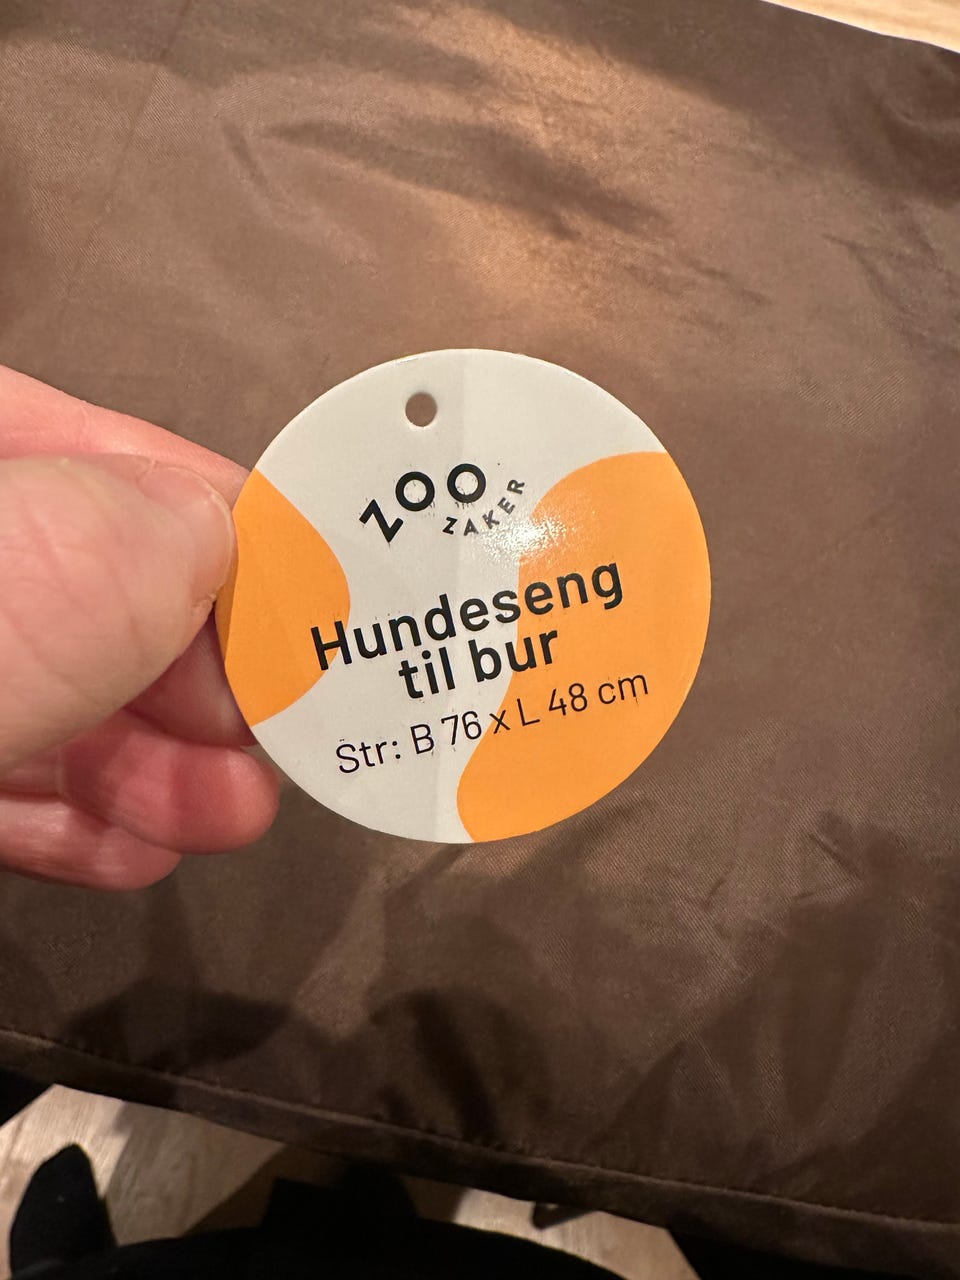 ZOO
ZAKER
Hundeseng
til bur
Str: B 76 x L 48 cm